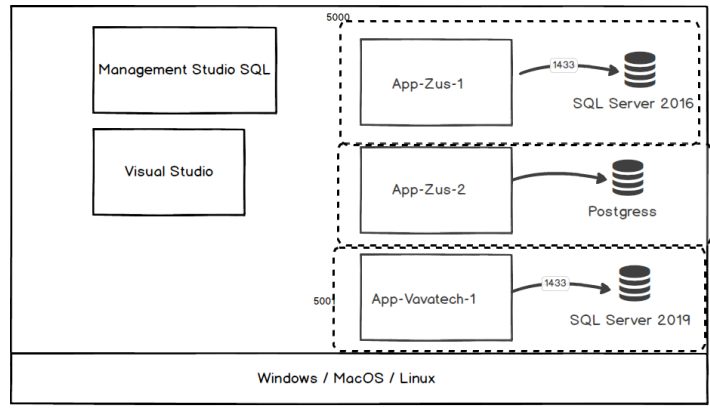 5000
Management Studio SQL
App-Zus-1
1433
SQL Server 2016
Visual Studio
App-Zus-2
Postgress
500
App-Vavatech-1
1433
SQL Server 2019
Windows / MacOS / Linux